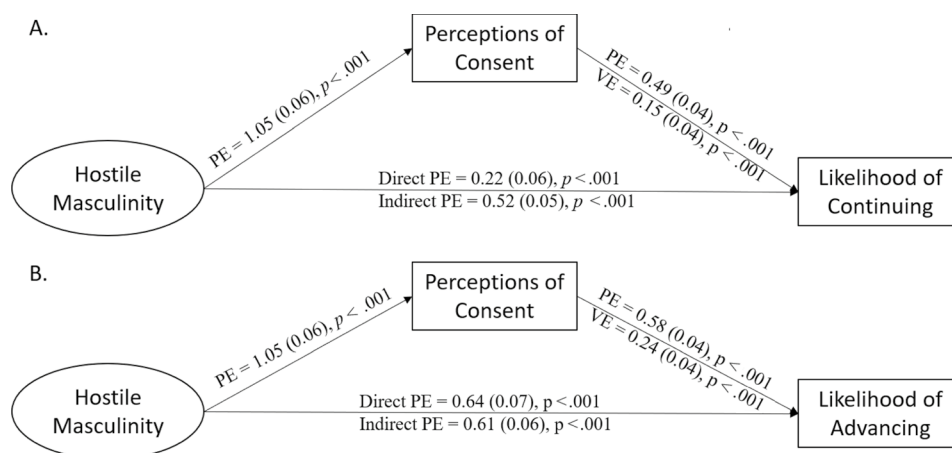 A.
Perceptions of
Consent
PE = 1.05 (0.06), p < .001
PE = 0.49 (0.04), p < .001
VE = 0.15 (0.04), p < .001
Hostile
Masculinity
Direct PE = 0.22 (0.06), p < .001
Indirect PE = 0.52 (0.05), p < .001
Likelihood of
Continuing
B.
Perceptions of
Consent
PE = 1.05 (0.06), p < .001
PE = 0.58 (0.04), p < .001
VE = 0.24 (0.04), p < .001
Hostile
Masculinity
Direct PE = 0.64 (0.07), p < .001
Indirect PE = 0.61 (0.06), p < .001
Likelihood of
Advancing